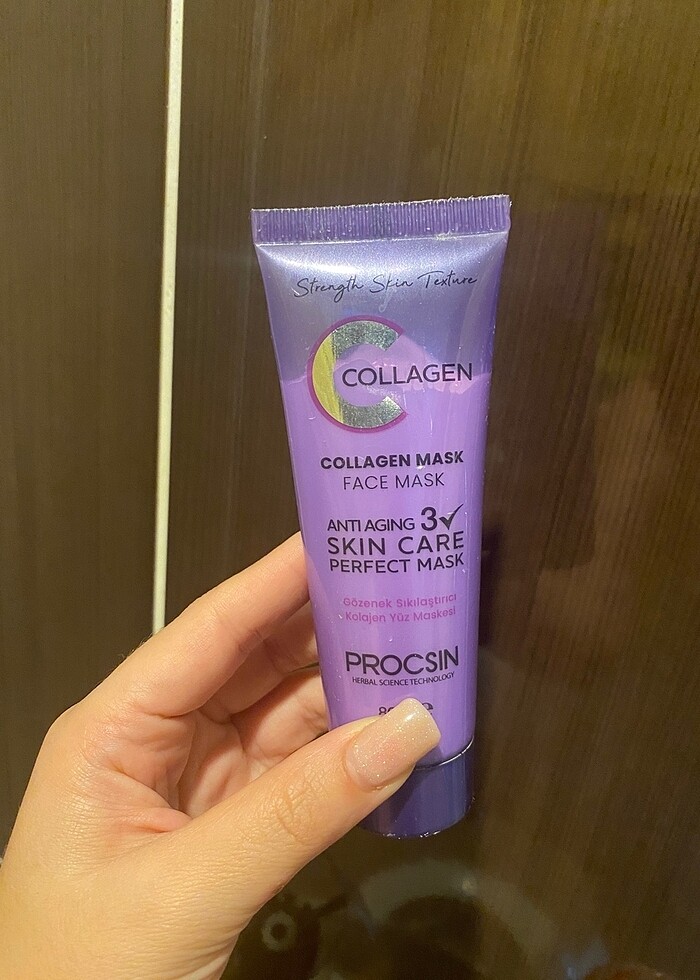 Strength Skin Texture
COLLAGEN
COLLAGEN MASK
FACE MASK
ANTI AGING 3✓
SKIN CARE
PERFECT MASK
Gözenek Sıkılaştırıcı
Kolajen Yüz Maskesi
PROCSIN
HERBAL SCIENCE TECHNOLOGY